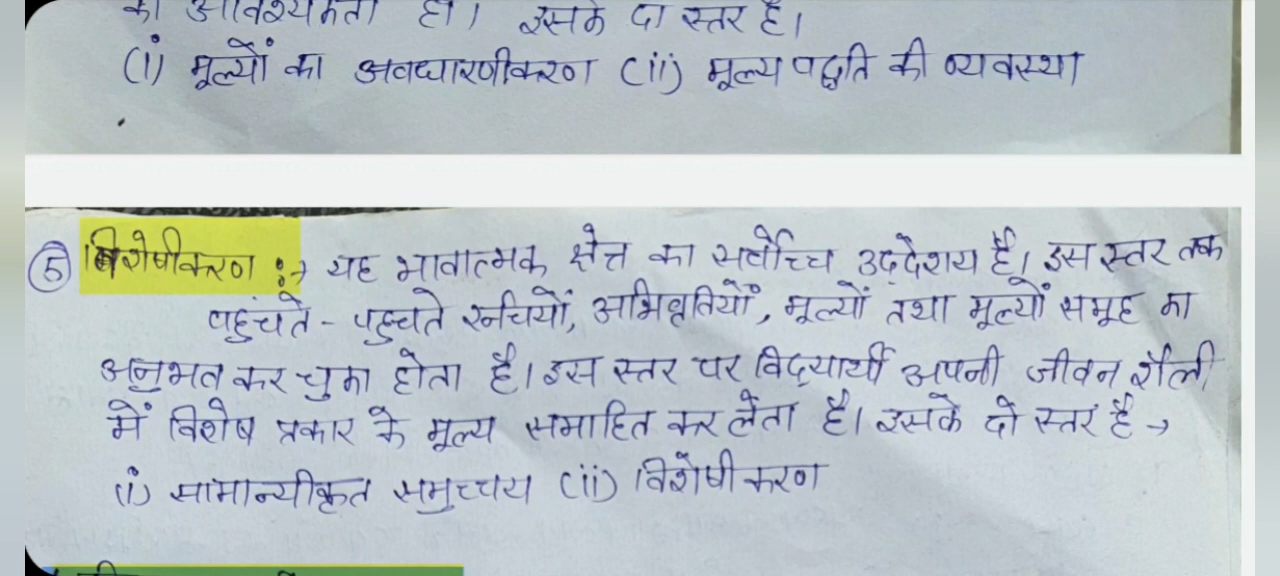 की आवश्यकता हो। इसके दो स्तर है।
(i) मूल्यों का अवधारणीकरण (ii) मूल्य पद्धति की व्यवस्था
⑤ विशेषीकरण :→ यह भावात्मक क्षेत्र का सर्वोच्च उद्देशय है। इस स्तर तक
पहुंचते - पहुचते रुचियों, अभिवृतियों, मूल्यों तथा मूल्यों समूह का
अनुभव कर चुका होता है। इस स्तर पर विद्यार्थी अपनी जीवन शैली
में विशेष प्रकार के मूल्य समाहित कर लेता है। इसके दो स्तर है →
(i) सामान्यीकृत समुच्चय (ii) विशेषीकरण